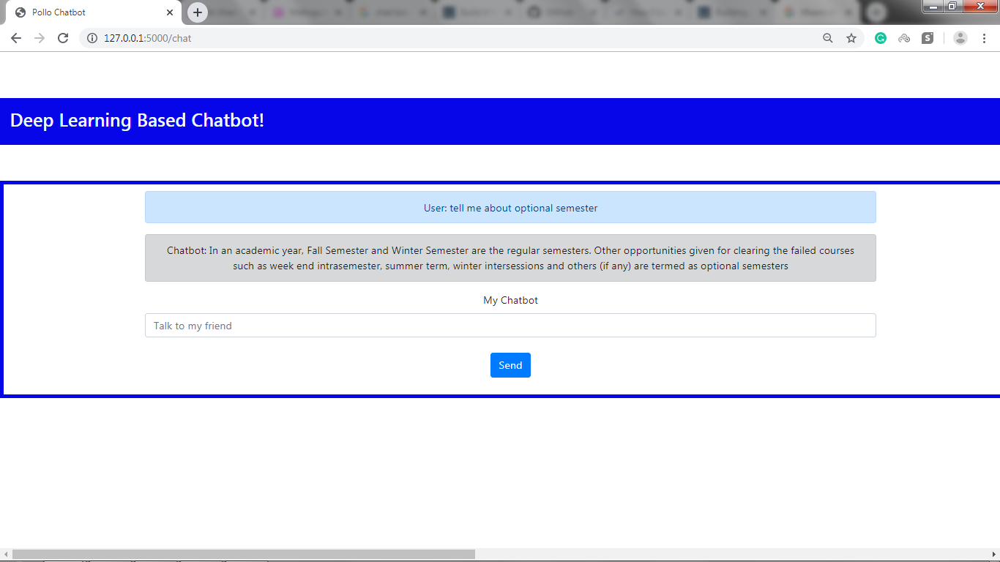 Pollo Chatbot
127.0.0.1:5000/chat
Deep Learning Based Chatbot!
User: tell me about optional semester
Chatbot: In an academic year, Fall Semester and Winter Semester are the regular semesters. Other opportunities given for clearing the failed courses
such as week end intrasemester, summer term, winter intersessions and others (if any) are termed as optional semesters
My Chatbot
Talk to my friend
Send